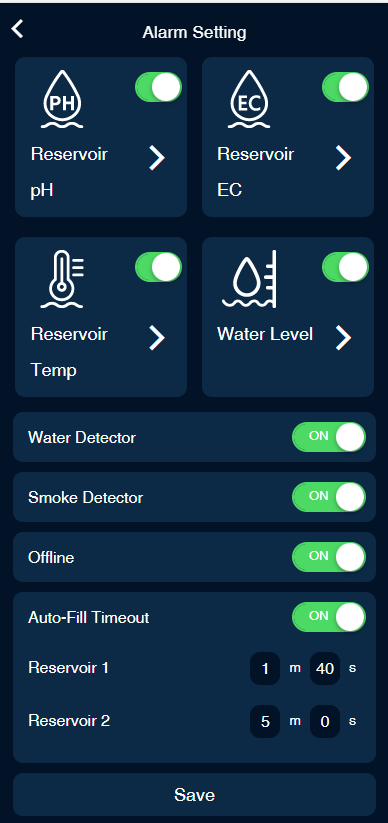 Alarm Setting
PH
EC
Reservoir
pH
Reservoir
EC
Reservoir
Temp
Water Level
Water Detector ON
Smoke Detector ON
Offline ON
Auto-Fill Timeout ON
Reservoir 1 1 m 40 s
Reservoir 2 5 m 0 s
Save